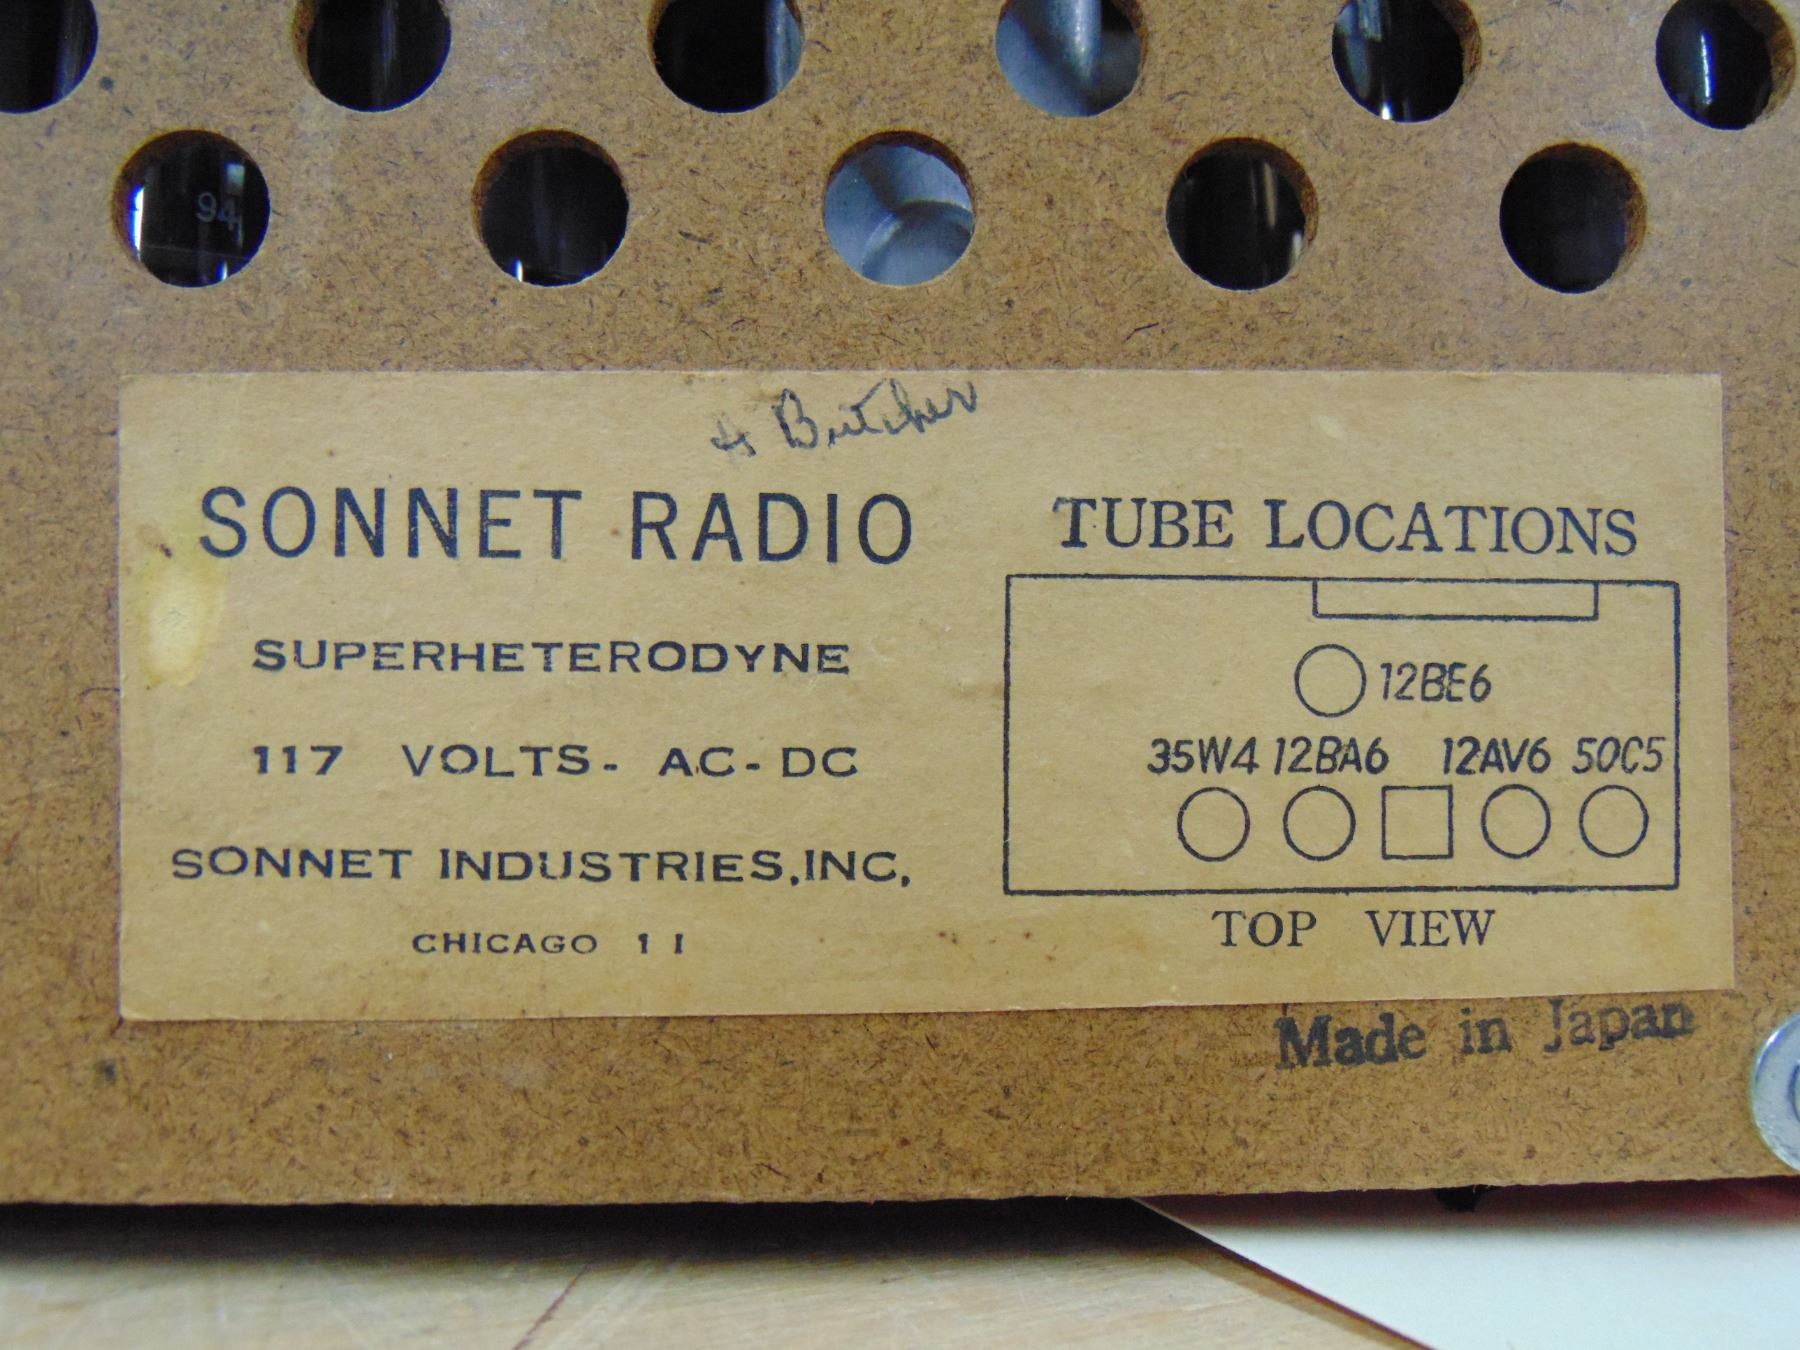 94
H Butcher
SONNET RADIO
SUPERHETERODYNE
117 VOLTS- AC-DC
SONNET INDUSTRIES,INC,
CHICAGO 11
TUBE LOCATIONS
12BE6
35W4 12BA6 12AV6 50C5
TOP VIEW
Made in Japan